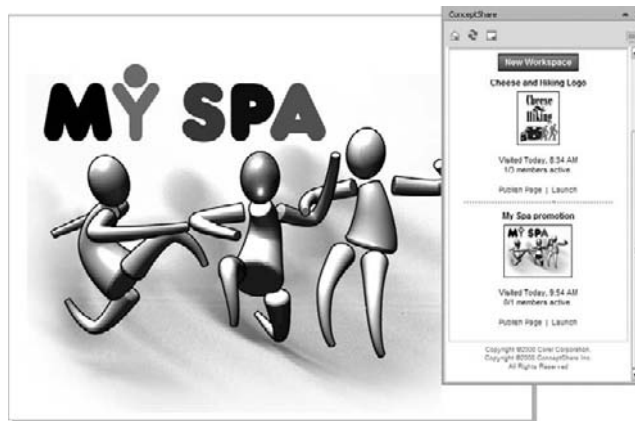 MY SPA
ConceptShare
New Workspace
Cheese and Hiking Logo
Cheese
Hiking
Visited Today, 8:34 AM
1/3 members active
Publish Page | Launch
My Spa promotion
MY SPA
Visited Today, 9:54 AM
0/1 members active
Publish Page | Launch
Copyright ©2008 Corel Corporation.
Copyright ©2008 ConceptShare Inc.
All Rights Reserved